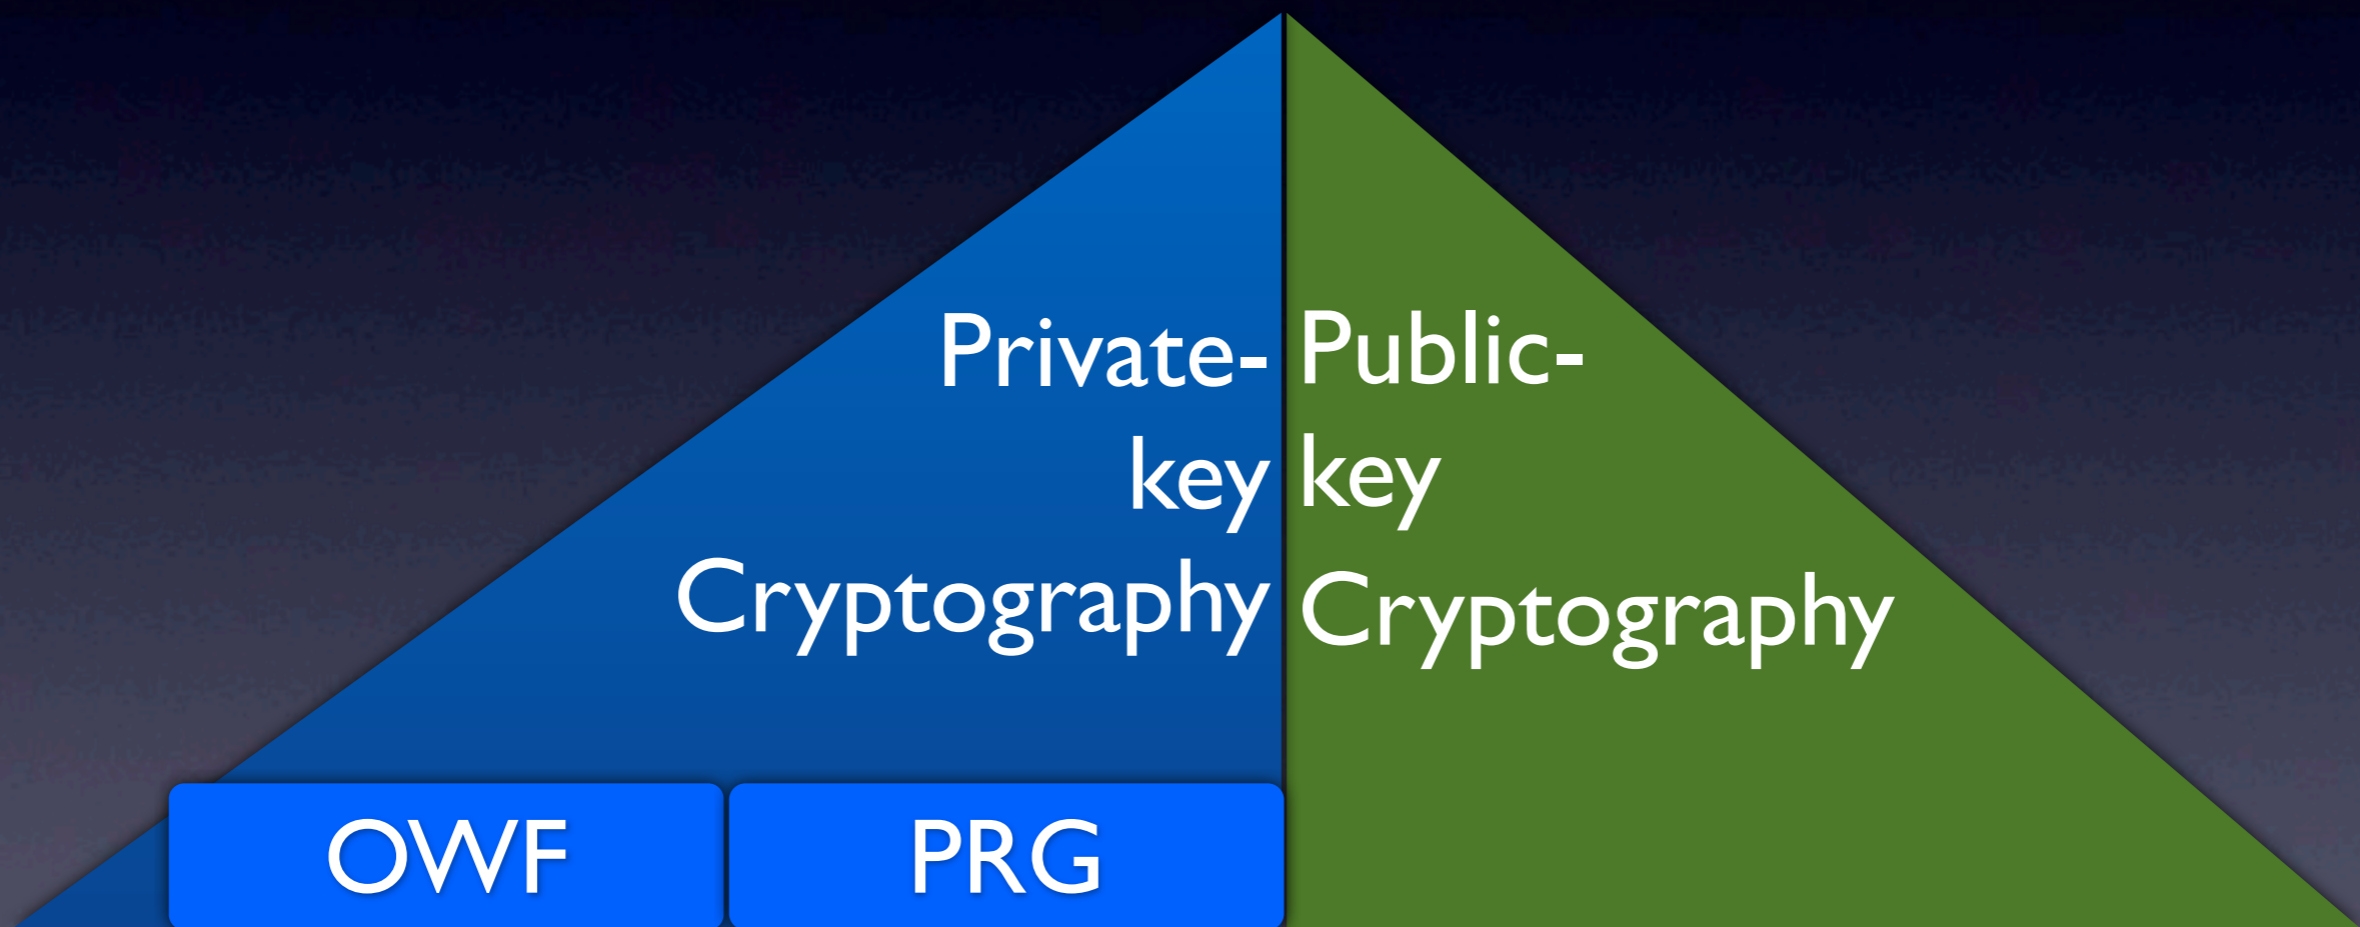 Private-
key
Cryptography
Public-
key
Cryptography
OWF
PRG